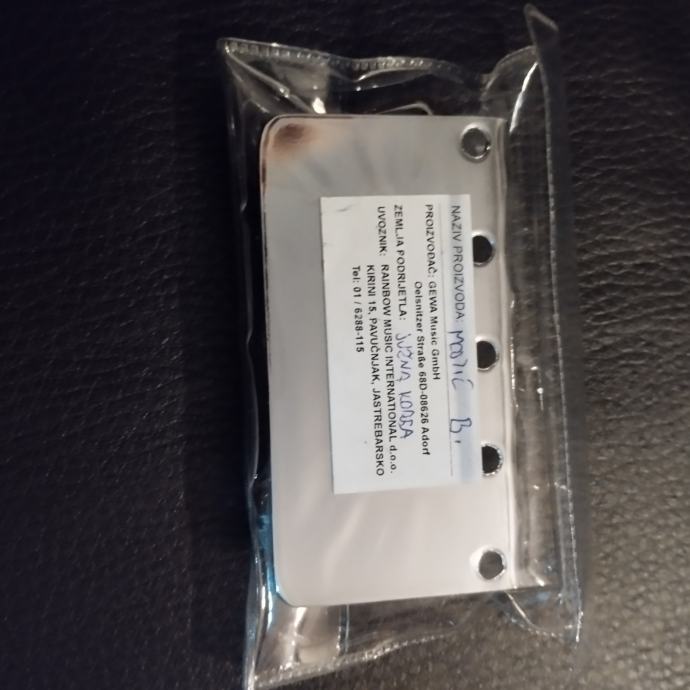 NAZIV PROIZVODA:
PROIZVOĐAČ: GEWA Music GmbH
Oelsnitzer Straße 68D-08626 Adorf
ZEMLJA PODRIJETLA: JUŽNA KOREA
UVOZNIK: RAINBOW MUSIC INTERNATIONAL d.o.o.
KIRINI 15, PAVUČNJAK, JASTREBARSKO
Tel: 01 / 6288-115